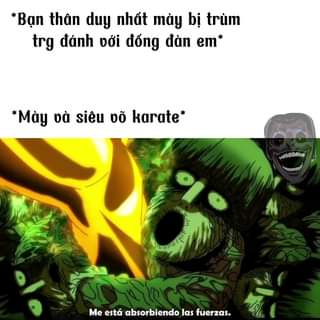 *Bạn thân duy nhất mày bị trùm
trg đánh với đống đàn em*
*Mày và siêu võ karate*
Me está absorbiendo las fuerzas.